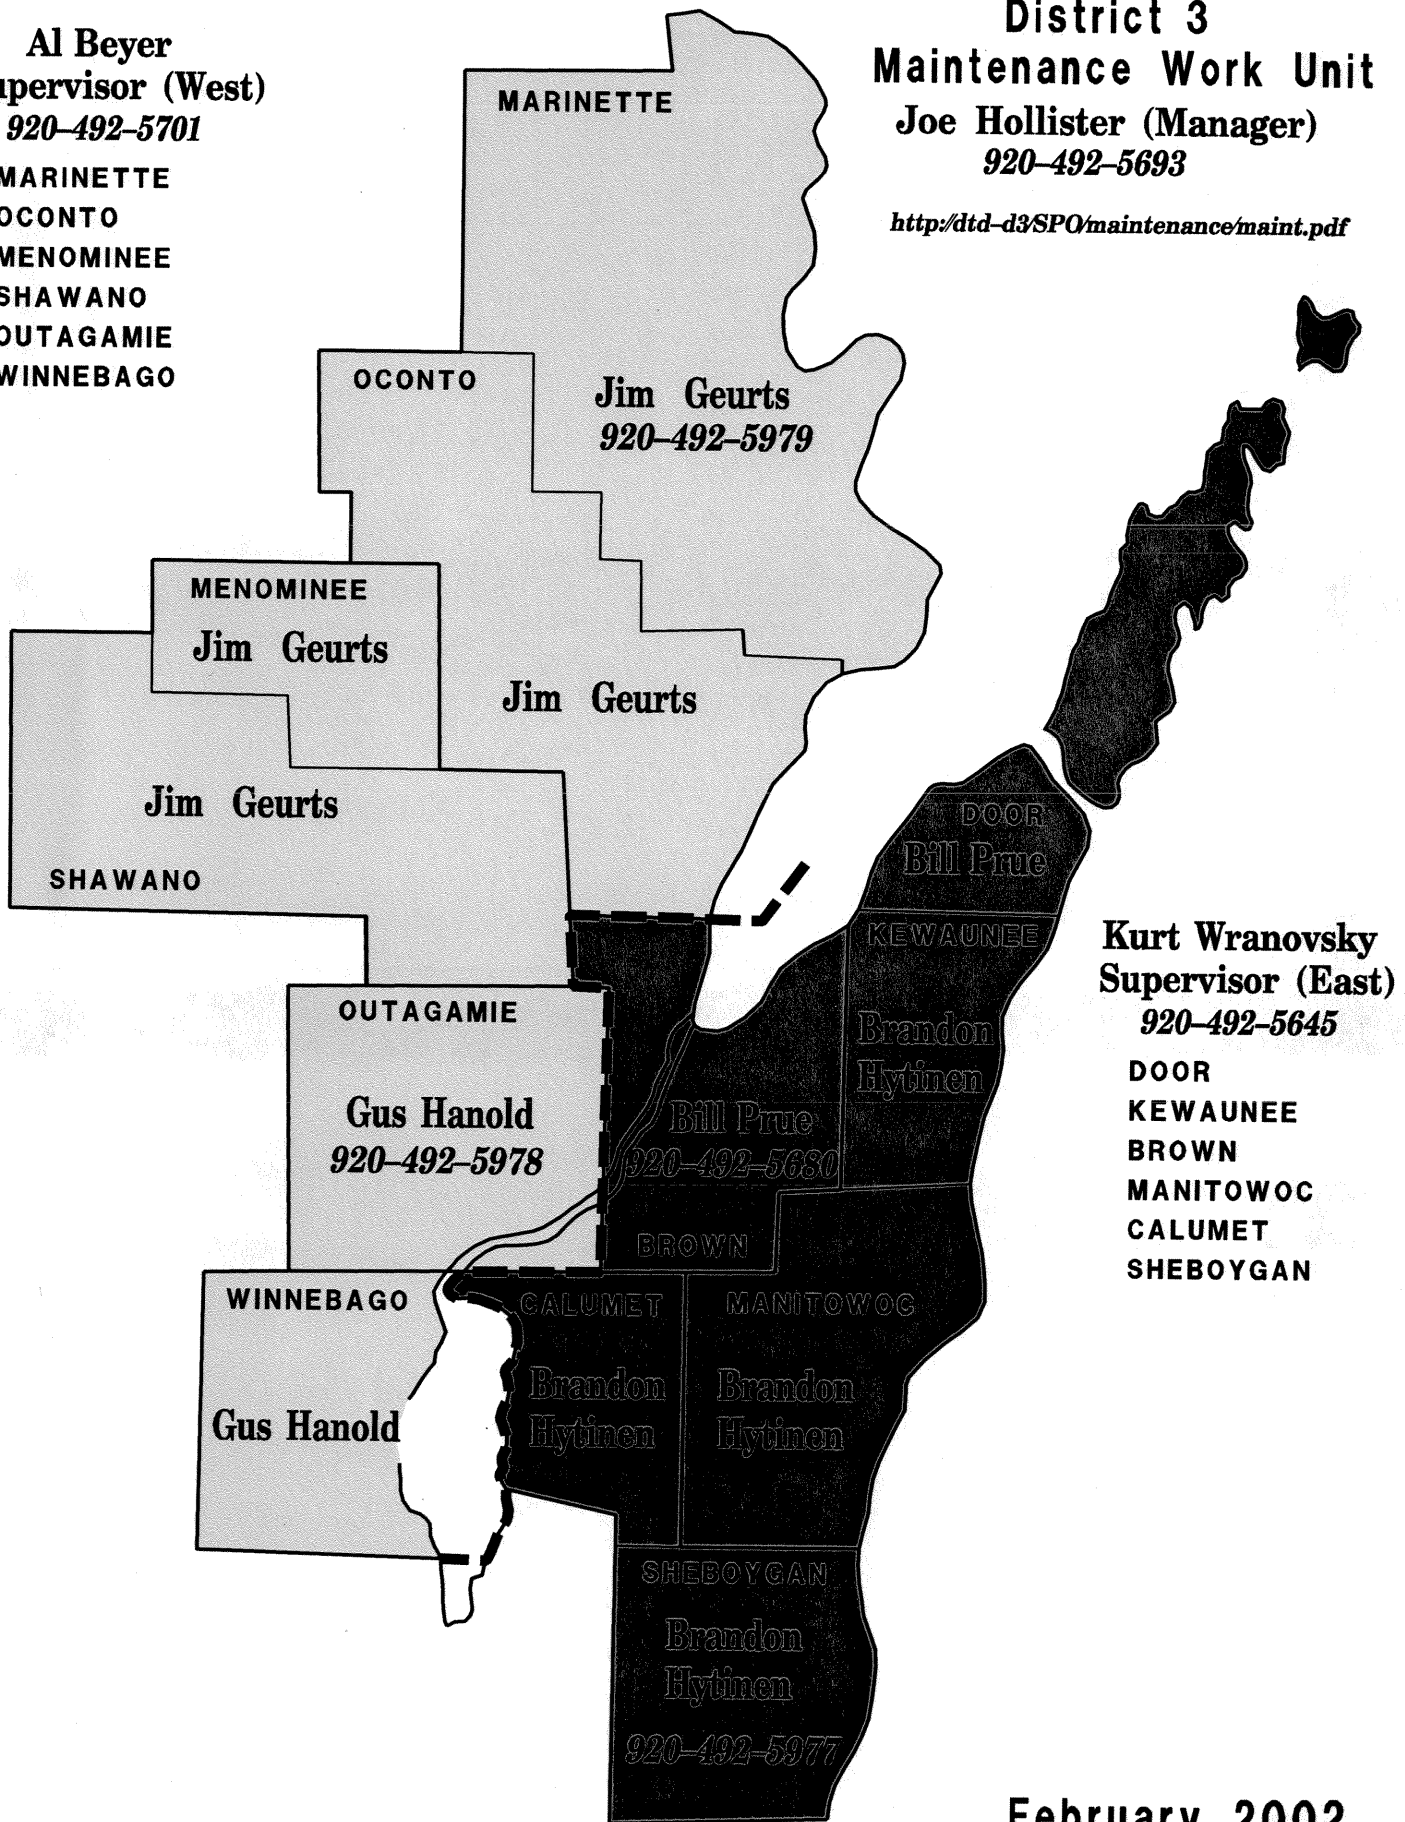 District 3
Maintenance Work Unit
Joe Hollister (Manager)
920-492-5693
http://dtd-d3/SPO/maintenance/maint.pdf
Al Beyer
upervisor (West)
920-492-5701
MARINETTE
OCONTO
MENOMINEE
SHAWANO
OUTAGAMIE
WINNEBAGO
MARINETTE
Jim Geurts
920-492-5979
OCONTO
Jim Geurts
MENOMINEE
Jim Geurts
Jim Geurts
SHAWANO
OUTAGAMIE
Gus Hanold
920-492-5978
WINNEBAGO
Gus Hanold
DOOR
Bill Prue
KEWAUNEE
Brandon
Hytinen
Bill Prue
920-492-5680
BROWN
CALUMET
Brandon
Hytinen
MANITOWOC
Brandon
Hytinen
SHEBOYGAN
Brandon
Hytinen
920-492-5977
Kurt Wranovsky
Supervisor (East)
920-492-5645
DOOR
KEWAUNEE
BROWN
MANITOWOC
CALUMET
SHEBOYGAN
February 2002